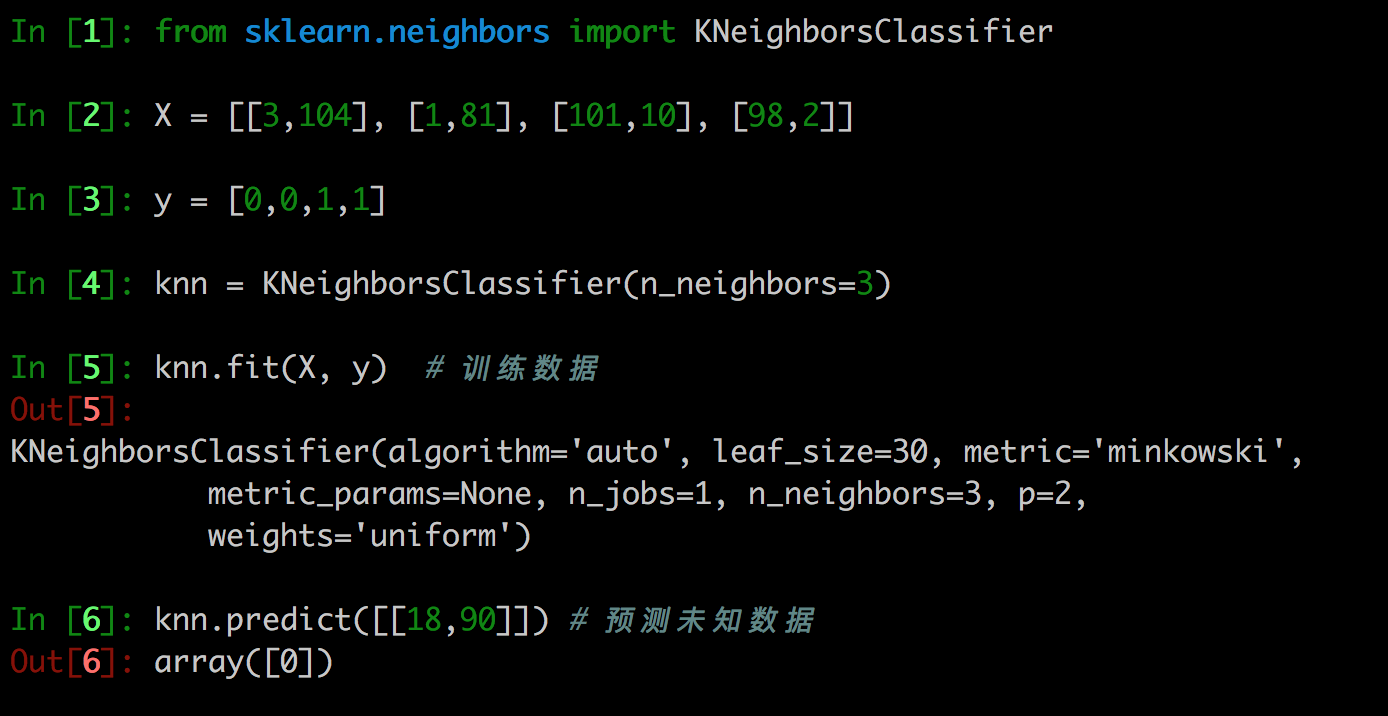 In [1]: from sklearn.neighbors import KNeighborsClassifier
In [2]: X = [[3,104], [1,81], [101,10], [98,2]]
In [3]: y = [0,0,1,1]
In [4]: knn = KNeighborsClassifier(n_neighbors=3)
In [5]: knn.fit(X, y)  # 训练数据
Out[5]:
KNeighborsClassifier(algorithm='auto', leaf_size=30, metric='minkowski',
           metric_params=None, n_jobs=1, n_neighbors=3, p=2,
           weights='uniform')
In [6]: knn.predict([[18,90]]) # 预测未知数据
Out[6]: array([0])